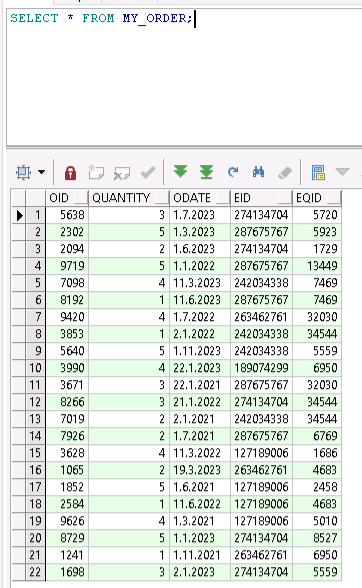 SELECT * FROM MY_ORDER;
OID QUANTITY ODATE EID EQID
1 5638 3 1.7.2023 274134704 5720
2 2302 5 1.3.2023 287675767 5923
3 2094 2 1.6.2023 274134704 1729
4 9719 5 1.1.2022 287675767 13449
5 7098 4 11.3.2023 242034338 7469
6 8192 1 11.6.2023 287675767 7469
7 9420 4 1.7.2022 263462761 32030
8 3853 1 2.1.2022 242034338 34544
9 5640 5 1.11.2023 242034338 5559
10 3990 4 22.1.2023 189074299 6950
11 3671 3 22.1.2021 287675767 32030
12 8266 3 21.1.2022 274134704 34544
13 7019 2 2.1.2021 242034338 34544
14 7926 2 1.7.2021 287675767 6769
15 3628 4 11.3.2022 127189006 1686
16 1065 2 19.3.2023 263462761 4683
17 1852 5 1.6.2021 127189006 2458
18 2584 1 11.6.2022 127189006 4683
19 9626 4 1.3.2021 127189006 5010
20 8729 5 1.1.2023 274134704 8527
21 1241 1 1.11.2021 263462761 6950
22 1698 3 2.1.2023 274134704 5559